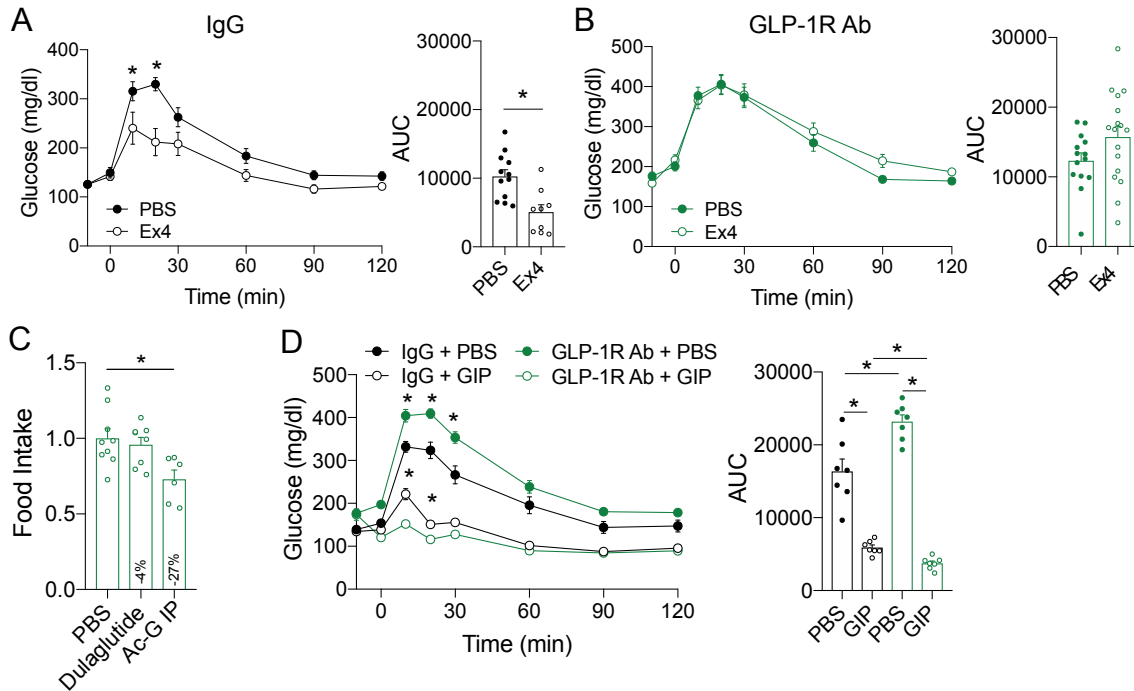 A
IgG
Glucose (mg/dl)
400
300
200
100
0
* *
PBS
Ex4
0 30 60 90 120
Time (min)
AUC
30000
20000
10000
0
*
PBS Ex4
B
GLP-1R Ab
Glucose (mg/dl)
500
400
300
200
100
0
PBS
Ex4
0 30 60 90 120
Time (min)
AUC
30000
20000
10000
0
PBS Ex4
C
Food Intake
1.5
1.0
0.5
0.0
*
-4% -27%
PBS Dulaglutide Ac-G IP
D
IgG + PBS GLP-1R Ab + PBS
IgG + GIP GLP-1R Ab + GIP
Glucose (mg/dl)
500
400
300
200
100
0
* * *
* *
0 30 60 90 120
Time (min)
AUC
30000
20000
10000
0
*
* *
*
PBS GIP PBS GIP